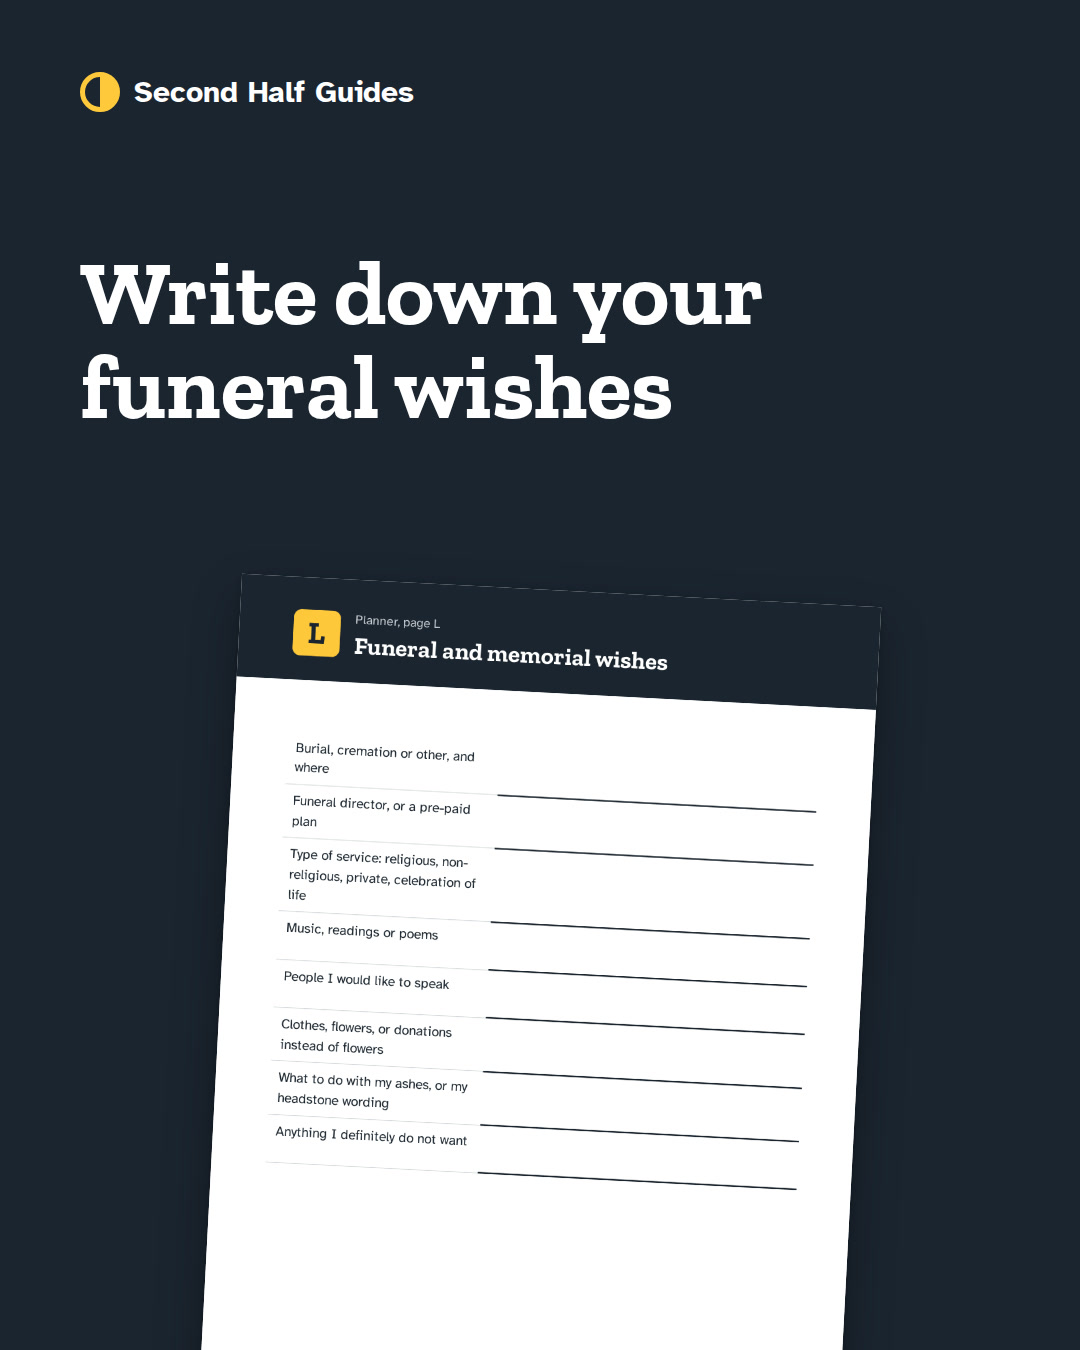 Second Half Guides
Write down your
funeral wishes
L
Planner, page L
Funeral and memorial wishes
Burial, cremation or other, and
where
Funeral director, or a pre-paid
plan
Type of service: religious, non-
religious, private, celebration of
life
Music, readings or poems
People I would like to speak
Clothes, flowers, or donations
instead of flowers
What to do with my ashes, or my
headstone wording
Anything I definitely do not want